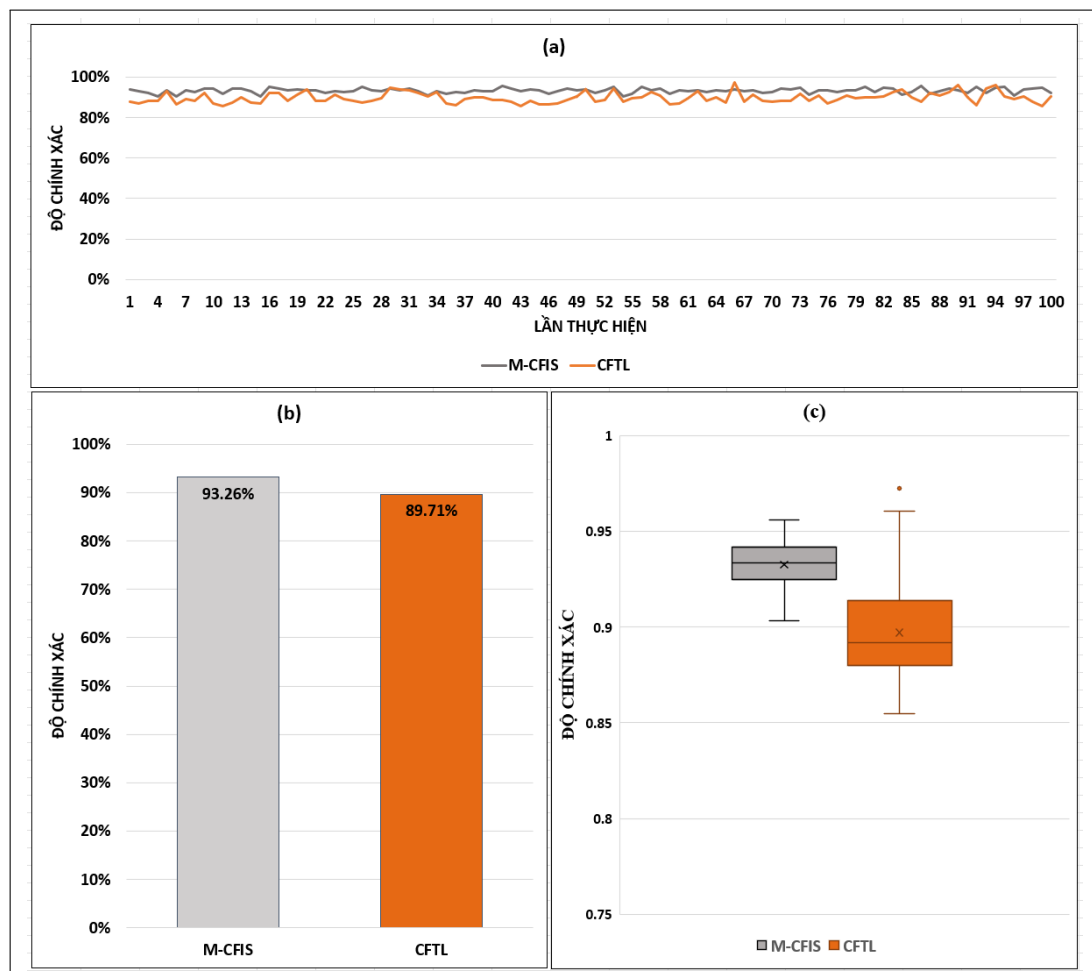 (a)
100%
80%
60%
40%
20%
0%
ĐỘ CHÍNH XÁC
1 4 7 10 13 16 19 22 25 28 31 34 37 40 43 46 49 52 55 58 61 64 67 70 73 76 79 82 85 88 91 94 97 100
LẦN THỰC HIỆN
M-CFIS CFTL
(b)
100%
90%
80%
70%
60%
50%
40%
30%
20%
10%
0%
ĐỘ CHÍNH XÁC
93.26%
89.71%
M-CFIS CFTL
(c)
1
0.95
0.9
0.85
0.8
0.75
ĐỘ CHÍNH XÁC
M-CFIS CFTL